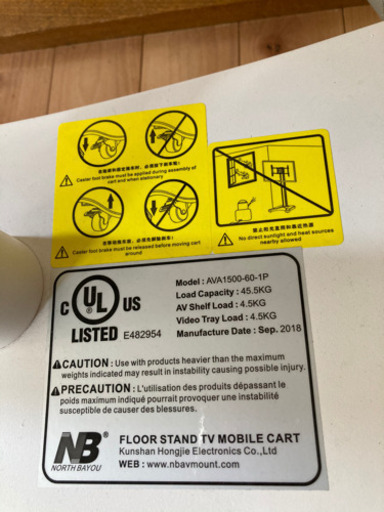 Caster foot brake must be applied during assembly of
cart and when stationary
Caster foot brake must be released before moving cart
around
No direct sunlight and heat sources
nearby allowed
C UL US
LISTED E482954
Model : AVA1500-60-1P
Load Capacity : 45.5KG
AV Shelf Load : 4.5KG
Video Tray Load : 4.5KG
Manufacture Date : Sep. 2018
CAUTION : Use with products heavier than the maximum
weights indicated may result in instability causing possible injury.
PRECAUTION : L'utilisation des produits dépassant le
poids maximum indiqué pourrait provoquer une instabilité
susceptible de causer des blessures.
NB
NORTH BAYOU
FLOOR STAND TV MOBILE CART
Kunshan Hongjie Electronics Co.,Ltd
WEB : www.nbavmount.com